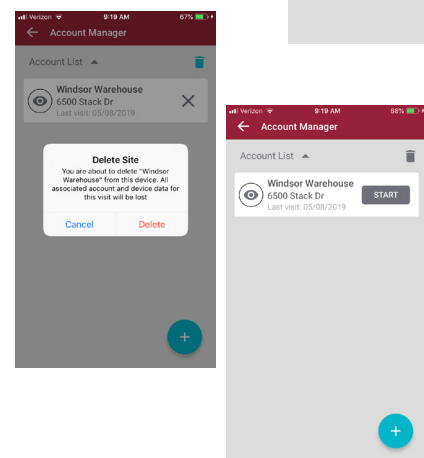 Verizon 9:19 AM 67%
Account Manager
Account List
Windsor Warehouse
6500 Stack Dr
Last visit: 05/08/2019
Delete Site
You are about to delete "Windsor
Warehouse" from this device. All
associated account and device data for
this visit will be lost
Cancel Delete
Verizon 9:19 AM 68%
Account Manager
Account List
Windsor Warehouse
6500 Stack Dr
START
Last visit: 05/08/2019